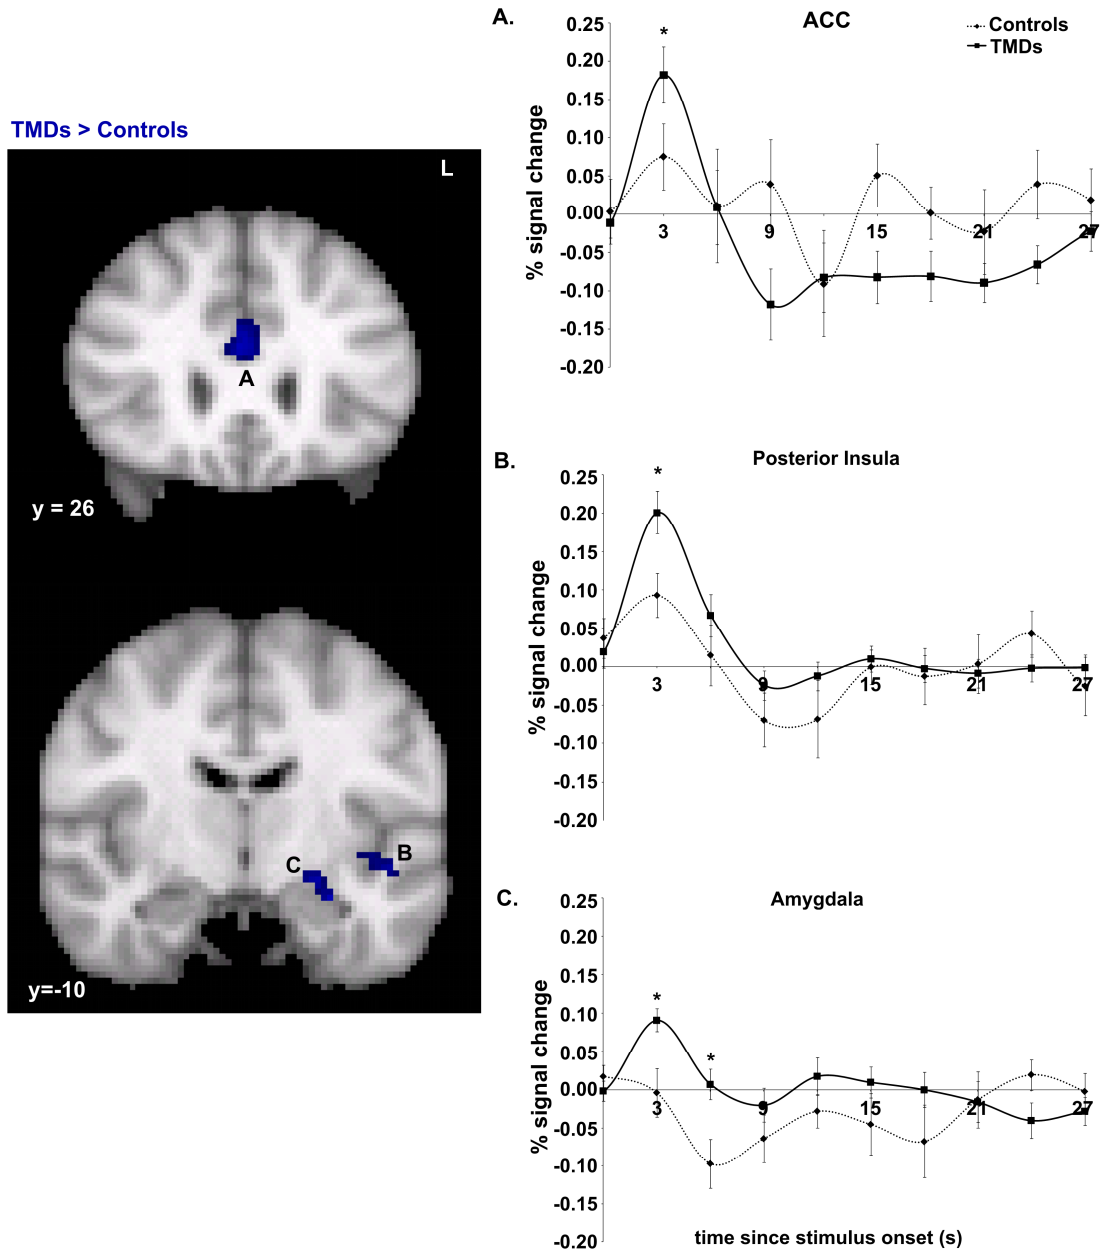 TMDs > Controls
L
A
y = 26
C
B
y=-10
A.
ACC
Controls
TMDs
*
% signal change
0.25
0.20
0.15
0.10
0.05
0.00
-0.05
-0.10
-0.15
-0.20
3 9 15 21 27
B.
Posterior Insula
*
% signal change
0.25
0.20
0.15
0.10
0.05
0.00
-0.05
-0.10
-0.15
-0.20
3 9 15 21 27
C.
Amygdala
*
*
% signal change
0.25
0.20
0.15
0.10
0.05
0.00
-0.05
-0.10
-0.15
-0.20
3 9 15 21 27
time since stimulus onset (s)